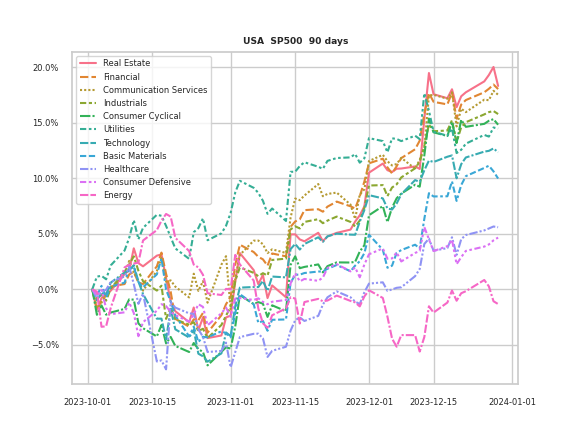 USA SP500 90 days
20.0%
15.0%
10.0%
5.0%
0.0%
−5.0%
Real Estate
Financial
Communication Services
Industrials
Consumer Cyclical
Utilities
Technology
Basic Materials
Healthcare
Consumer Defensive
Energy
2023-10-01 2023-10-15 2023-11-01 2023-11-15 2023-12-01 2023-12-15 2024-01-01